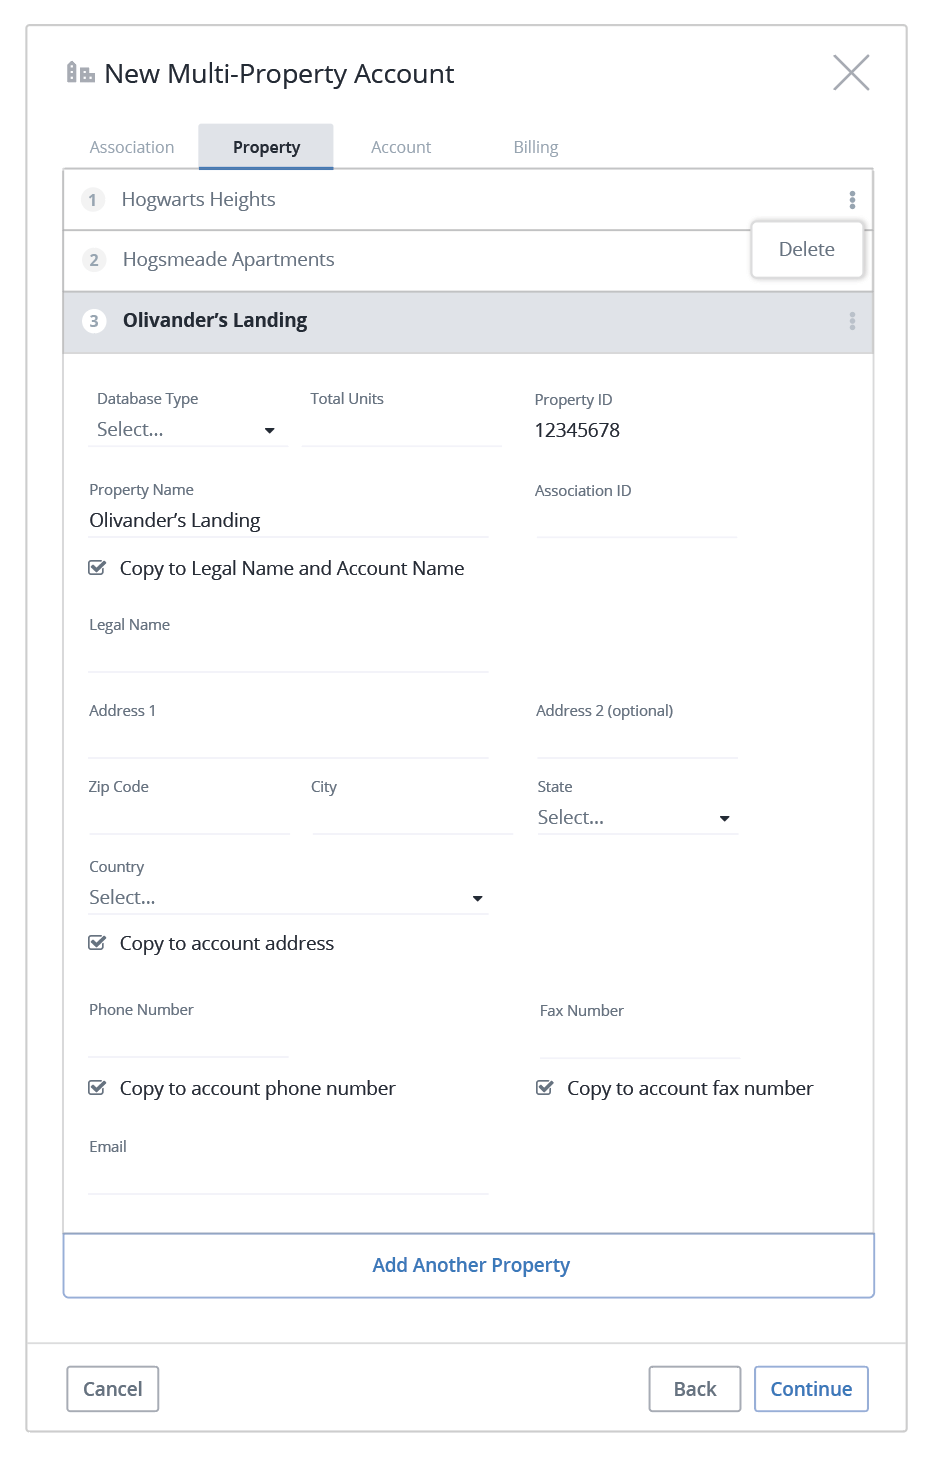 New Multi-Property Account
Association Property Account Billing
1 Hogwarts Heights
Delete
2 Hogsmeade Apartments
3 Olivander’s Landing
Database Type Total Units Property ID
Select... 12345678
Property Name Association ID
Olivander’s Landing
Copy to Legal Name and Account Name
Legal Name
Address 1 Address 2 (optional)
Zip Code City State
Select...
Country
Select...
Copy to account address
Phone Number Fax Number
Copy to account phone number Copy to account fax number
Email
Add Another Property
Cancel Back Continue